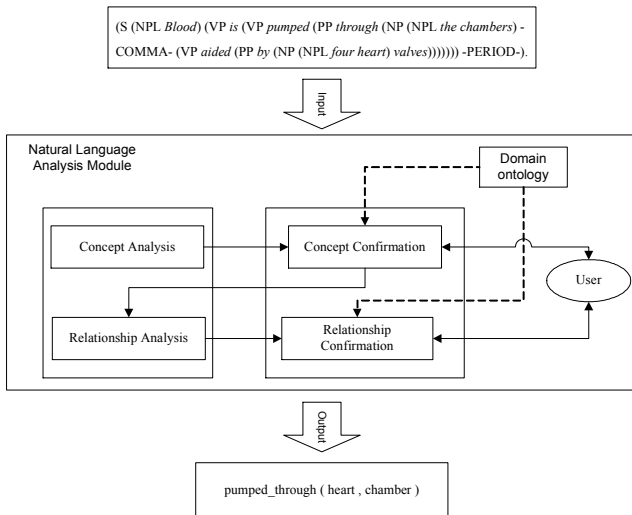 (S (NPL Blood) (VP is (VP pumped (PP through (NP (NPL the chambers) -
COMMA- (VP aided (PP by (NP (NPL four heart) valves))))))) -PERIOD-).
Input
Natural Language
Analysis Module
Domain
ontology
Concept Analysis
Concept Confirmation
User
Relationship Analysis
Relationship
Confirmation
Output
pumped_through ( heart , chamber )